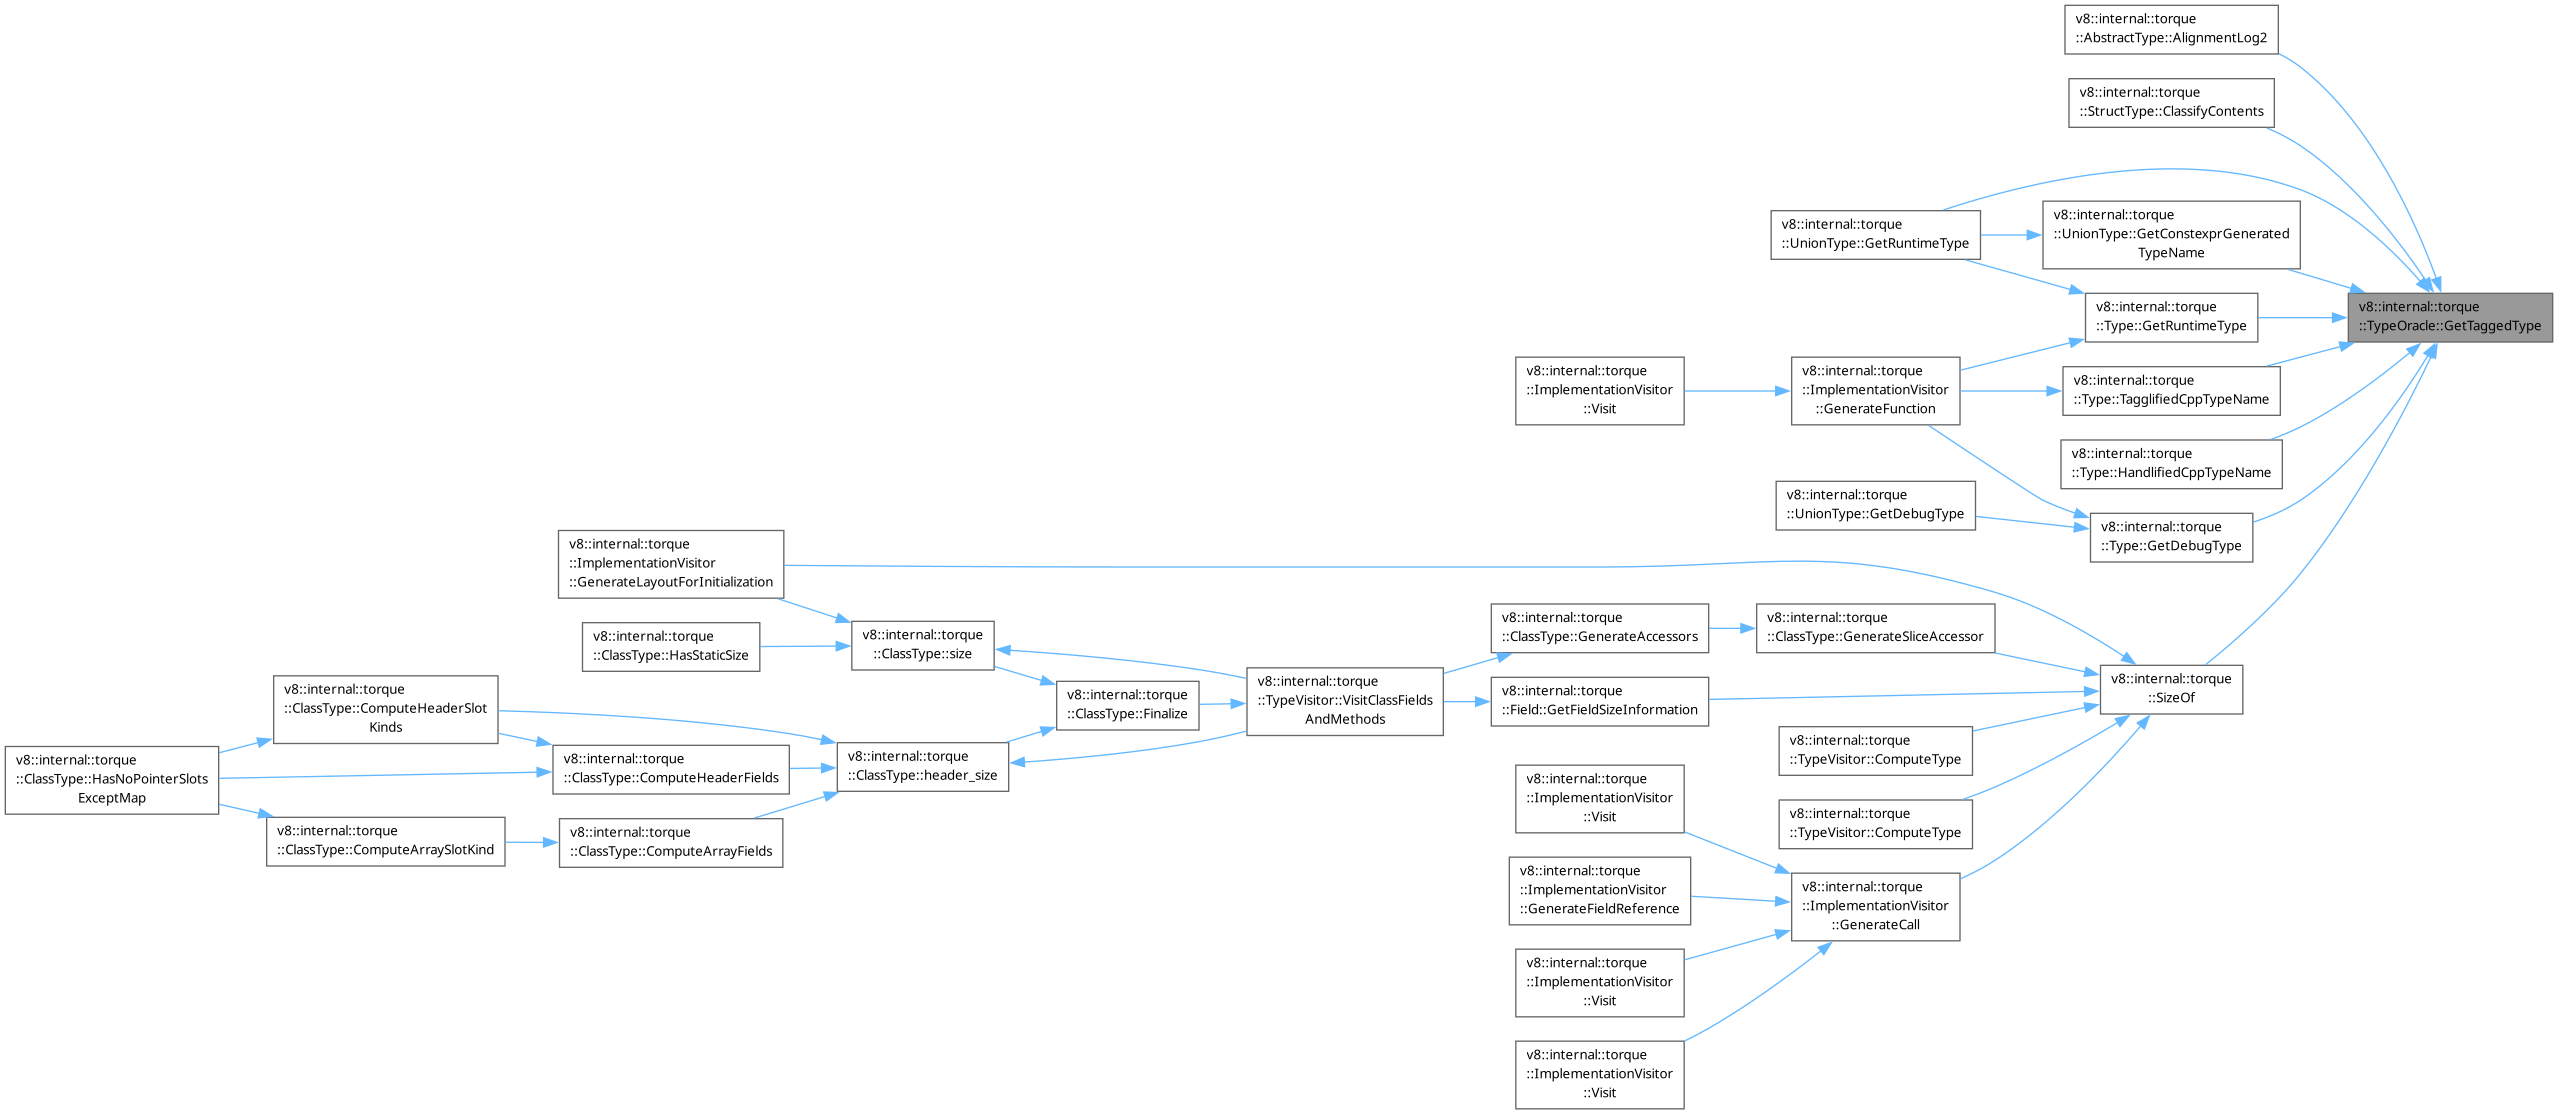 v8::internal::torque
::AbstractType::AlignmentLog2
v8::internal::torque
::StructType::ClassifyContents
v8::internal::torque
::UnionType::GetRuntimeType
v8::internal::torque
::UnionType::GetConstexprGenerated
TypeName
v8::internal::torque
::Type::GetRuntimeType
v8::internal::torque
::TypeOracle::GetTaggedType
v8::internal::torque
::ImplementationVisitor
::Visit
v8::internal::torque
::ImplementationVisitor
::GenerateFunction
v8::internal::torque
::Type::TagglifiedCppTypeName
v8::internal::torque
::Type::HandlifiedCppTypeName
v8::internal::torque
::UnionType::GetDebugType
v8::internal::torque
::Type::GetDebugType
v8::internal::torque
::ImplementationVisitor
::GenerateLayoutForInitialization
v8::internal::torque
::ClassType::HasStaticSize
v8::internal::torque
::ClassType::size
v8::internal::torque
::ClassType::GenerateAccessors
v8::internal::torque
::ClassType::GenerateSliceAccessor
v8::internal::torque
::ClassType::ComputeHeaderSlot
Kinds
v8::internal::torque
::ClassType::Finalize
v8::internal::torque
::TypeVisitor::VisitClassFields
AndMethods
v8::internal::torque
::Field::GetFieldSizeInformation
v8::internal::torque
::SizeOf
v8::internal::torque
::ClassType::HasNoPointerSlots
ExceptMap
v8::internal::torque
::ClassType::ComputeHeaderFields
v8::internal::torque
::ClassType::header_size
v8::internal::torque
::TypeVisitor::ComputeType
v8::internal::torque
::ImplementationVisitor
::Visit
v8::internal::torque
::TypeVisitor::ComputeType
v8::internal::torque
::ClassType::ComputeArraySlotKind
v8::internal::torque
::ClassType::ComputeArrayFields
v8::internal::torque
::ImplementationVisitor
::GenerateFieldReference
v8::internal::torque
::ImplementationVisitor
::GenerateCall
v8::internal::torque
::ImplementationVisitor
::Visit
v8::internal::torque
::ImplementationVisitor
::Visit